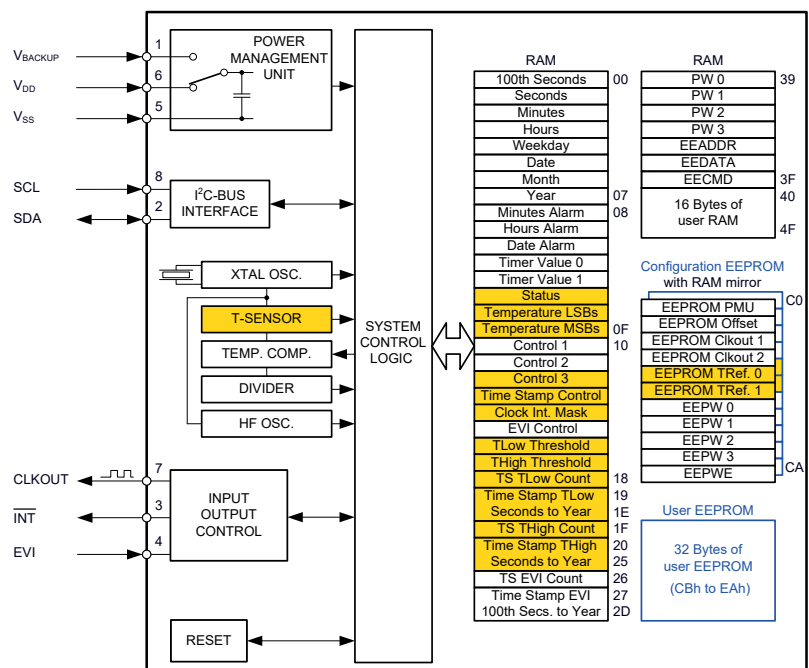 V_BACKUP
1
V_DD
6
V_SS
5
POWER
MANAGEMENT
UNIT
SCL
8
SDA
2
I²C-BUS
INTERFACE
XTAL OSC.
T-SENSOR
TEMP. COMP.
DIVIDER
HF OSC.
CLKOUT
7
INT
3
EVI
4
INPUT
OUTPUT
CONTROL
RESET
SYSTEM
CONTROL
LOGIC
RAM
100th Seconds 00
Seconds
Minutes
Hours
Weekday
Date
Month
Year 07
Minutes Alarm 08
Hours Alarm
Date Alarm
Timer Value 0
Timer Value 1
Status
Temperature LSBs
Temperature MSBs 0F
Control 1 10
Control 2
Control 3
Time Stamp Control
Clock Int. Mask
EVI Control
TLow Threshold
THigh Threshold
TS TLow Count 18
Time Stamp TLow 19
Seconds to Year 1E
TS THigh Count 1F
Time Stamp THigh 20
Seconds to Year 25
TS EVI Count 26
Time Stamp EVI 27
100th Secs. to Year 2D
RAM
PW 0 39
PW 1
PW 2
PW 3
EEADDR
EEDATA
EECMD 3F
40
16 Bytes of
user RAM
4F
Configuration EEPROM
with RAM mirror
C0
EEPROM PMU
EEPROM Offset
EEPROM Clkout 1
EEPROM Clkout 2
EEPROM TRef. 0
EEPROM TRef. 1
EEPW 0
EEPW 1
EEPW 2
EEPW 3
EEPWE CA
User EEPROM
32 Bytes of
user EEPROM
(CBh to EAh)